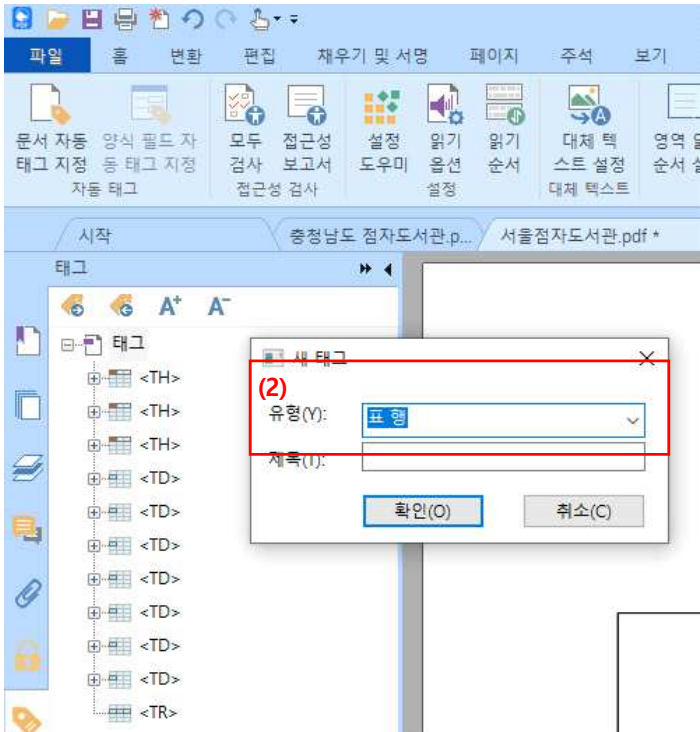 파일 홈 변환 편집 채우기 및 서명 페이지 주석 보기
문서 자동 양식 필드 자 모두 접근성 설정 읽기 읽기 대체 텍 영역
태그 지정 동 태그 지정 검사 보고서 도우미 옵션 순서 스트 설정 순서
자동 태그 접근성 검사 설정 대체 텍스트
시작 충청남도 점자도서관.p... 서울점자도서관.pdf *
태그
A+ A-
태그
<TH>
<TH>
<TH>
<TD>
<TD>
<TD>
<TD>
<TD>
<TD>
<TD>
<TR>
새 태그
(2)
유형(Y): 표 행
제목(T):
확인(O) 취소(C)